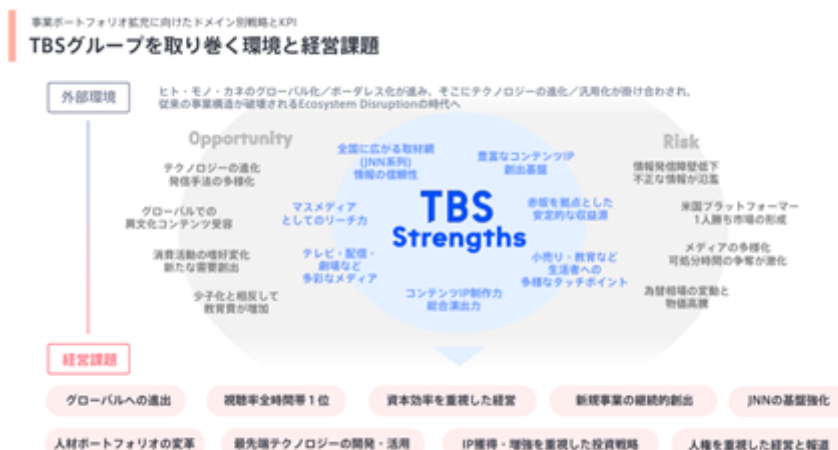 事業ポートフォリオ拡充に向けたドメイン別戦略とKPI
TBSグループを取り巻く環境と経営課題
外部環境
ヒト・モノ・カネのグローバル化／ボーダレス化が進み、そこにテクノロジーの進化／汎用化が掛け合わされ、
従来の事業構造が破壊されるEcosystem Disruptionの時代へ
Opportunity
テクノロジーの進化
発信手法の多様化
グローバルでの
異文化コンテンツ受容
消費活動の嗜好変化
新たな需要創出
少子化と相反して
教育費が増加
全国に広がる取材網
(JNN系列)
情報の信頼性
豊富なコンテンツIP
創出基盤
マスメディア
としてのリーチ力
TBS
Strengths
赤坂を拠点とした
安定的な収益源
テレビ・配信・
劇場など
多彩なメディア
小売り・教育など
生活者への
多様なタッチポイント
コンテンツIP制作力
総合演出力
Risk
情報発信障壁低下
不正な情報が氾濫
米国プラットフォーマー
1人勝ち市場の形成
メディアの多様化
可処分時間の争奪が激化
為替相場の変動と
物価高騰
経営課題
グローバルへの進出
視聴率全時間帯１位
資本効率を重視した経営
新規事業の継続的創出
JNNの基盤強化
人材ポートフォリオの変革
最先端テクノロジーの開発・活用
IP獲得・増強を重視した投資戦略
人権を重視した経営と報道